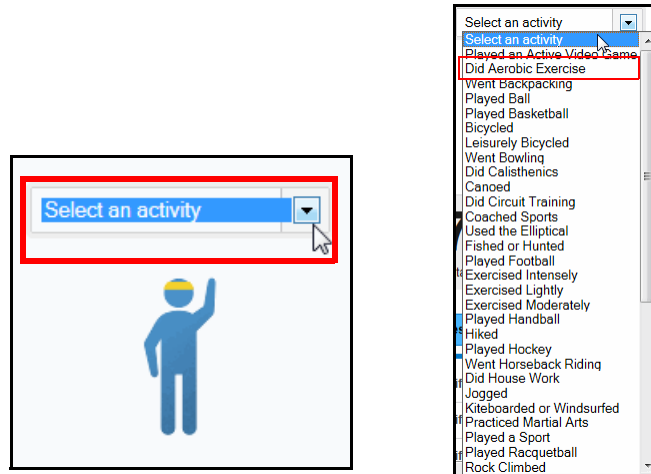 Select an activity
Select an activity
Select an activity
Played an Active Video Game
Did Aerobic Exercise
Went Backpacking
Played Ball
Played Basketball
Bicycled
Leisurely Bicycled
Went Bowling
Did Calisthenics
Canoed
Did Circuit Training
Coached Sports
Used the Elliptical
Fished or Hunted
Played Football
Exercised Intensely
Exercised Lightly
Exercised Moderately
Played Handball
Hiked
Played Hockey
Went Horseback Riding
Did House Work
Jogged
Kiteboarded or Windsurfed
Practiced Martial Arts
Played a Sport
Played Racquetball
Rock Climbed